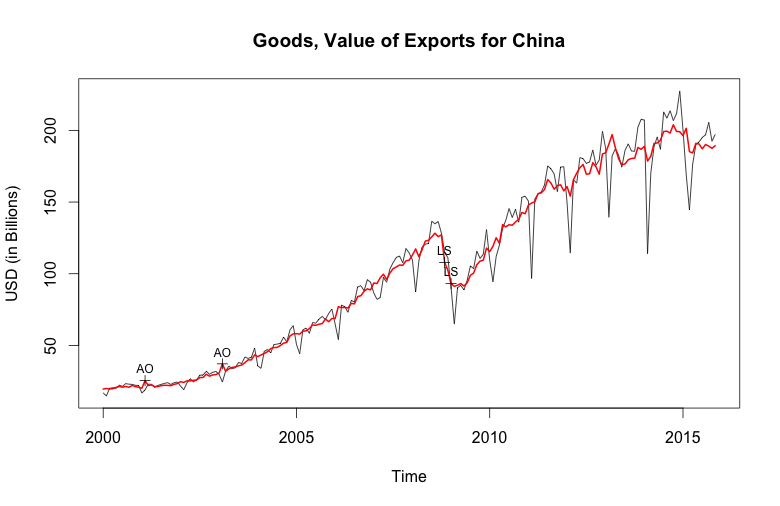 Goods, Value of Exports for China
USD (in Billions)
200
150
100
50
AO
AO
LS
LS
2000
2005
2010
2015
Time